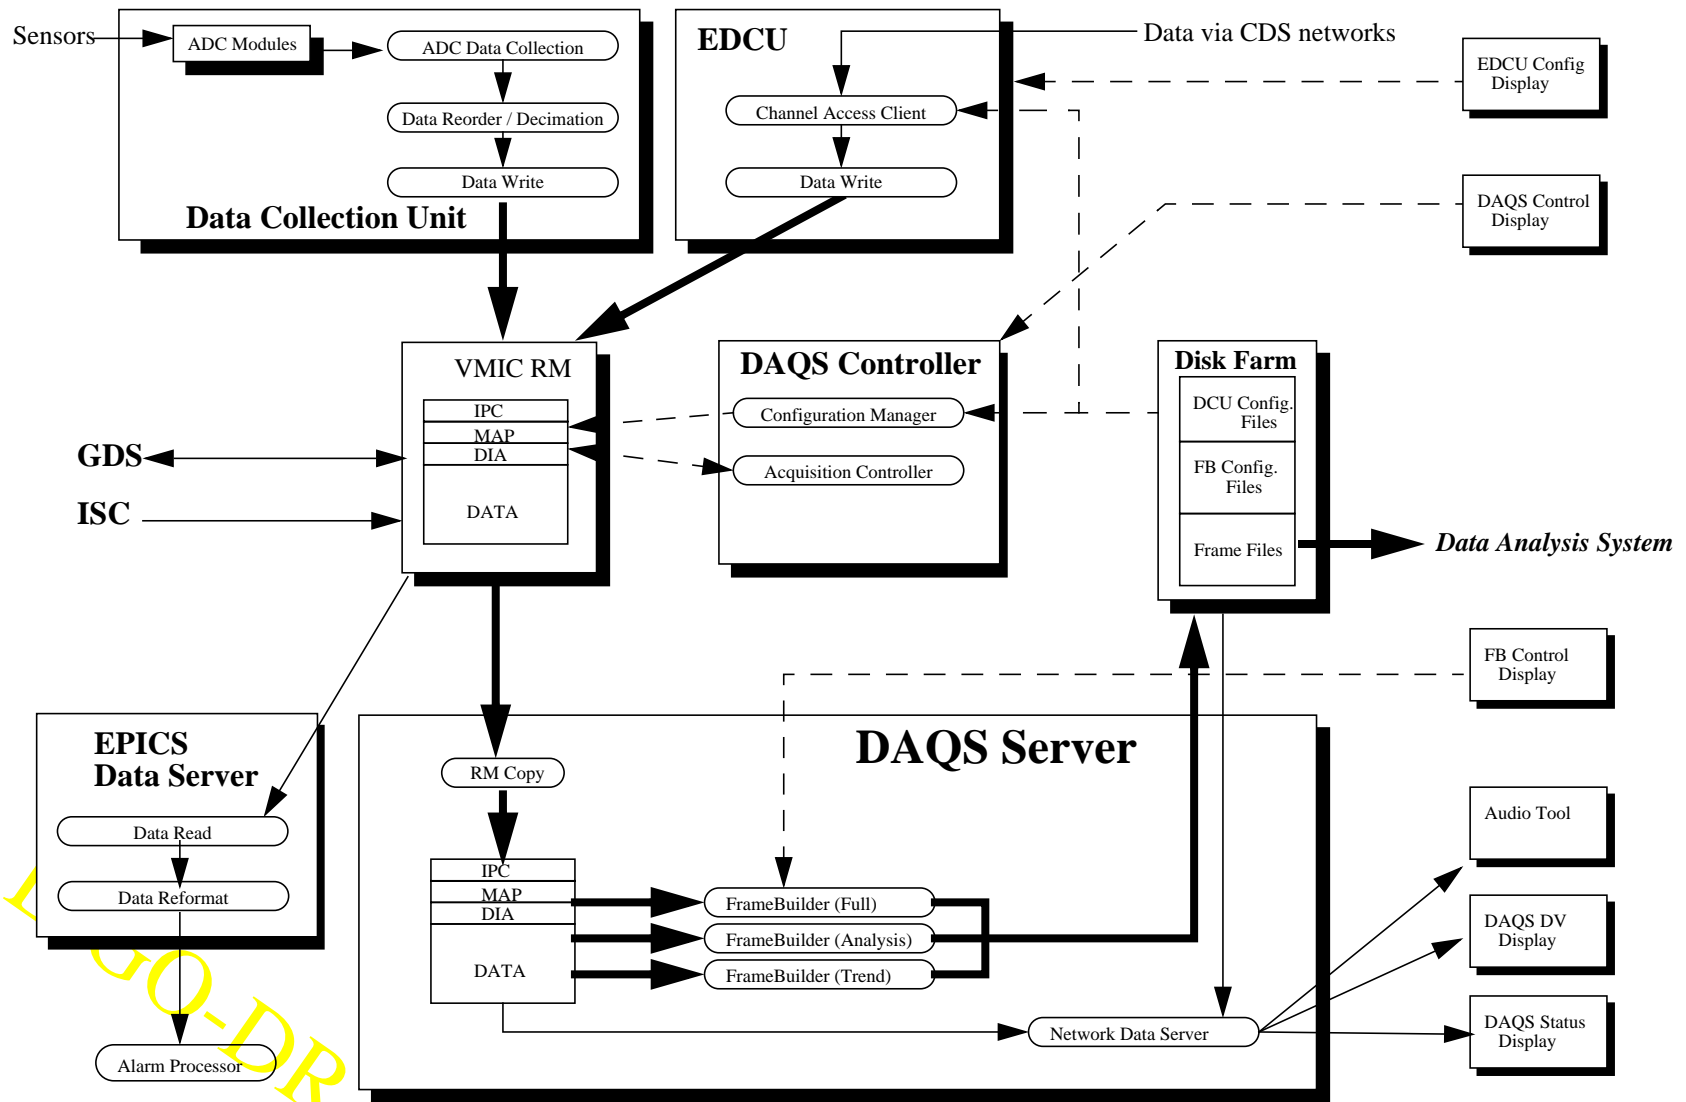 Sensors
ADC Modules
ADC Data Collection
Data Reorder / Decimation
Data Write
Data Collection Unit
EDCU
Data via CDS networks
Channel Access Client
Data Write
EDCU Config
Display
DAQS Control
Display
VMIC RM
IPC
MAP
DIA
DATA
GDS
ISC
DAQS Controller
Configuration Manager
Acquisition Controller
Disk Farm
DCU Config.
Files
FB Config.
Files
Frame Files
Data Analysis System
FB Control
Display
EPICS
Data Server
Data Read
Data Reformat
Alarm Processor
DAQS Server
RM Copy
IPC
MAP
DIA
DATA
FrameBuilder (Full)
FrameBuilder (Analysis)
FrameBuilder (Trend)
Network Data Server
Audio Tool
DAQS DV
Display
DAQS Status
Display